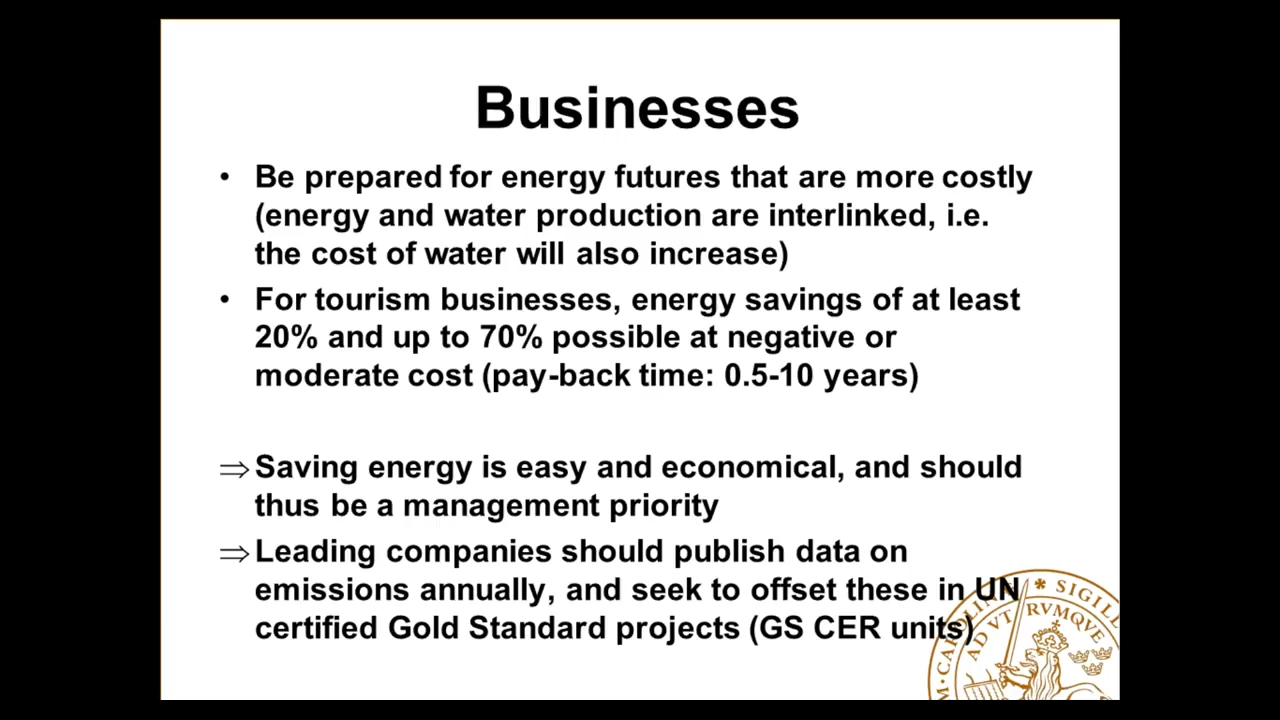 Businesses
• Be prepared for energy futures that are more costly
(energy and water production are interlinked, i.e.
the cost of water will also increase)
• For tourism businesses, energy savings of at least
20% and up to 70% possible at negative or
moderate cost (pay-back time: 0.5-10 years)
⇒ Saving energy is easy and economical, and should
thus be a management priority
⇒ Leading companies should publish data on
emissions annually, and seek to offset these in UN
certified Gold Standard projects (GS CER units)
SIGIL
AD VT RVMQVE